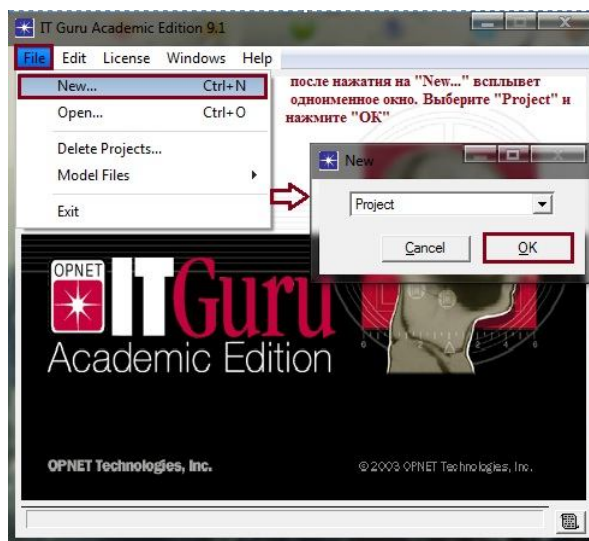 IT Guru Academic Edition 9.1
File Edit License Windows Help
New... Ctrl+N
Open... Ctrl+O
Delete Projects...
Model Files
Exit
после нажатия на "New..." всплывет
одноименное окно. Выберите "Project" и
нажмите "OK"
New
Project
Cancel OK
OPNET
ITGuru
Academic Edition
OPNET Technologies, Inc. ©2003 OPNET Technologies, Inc.